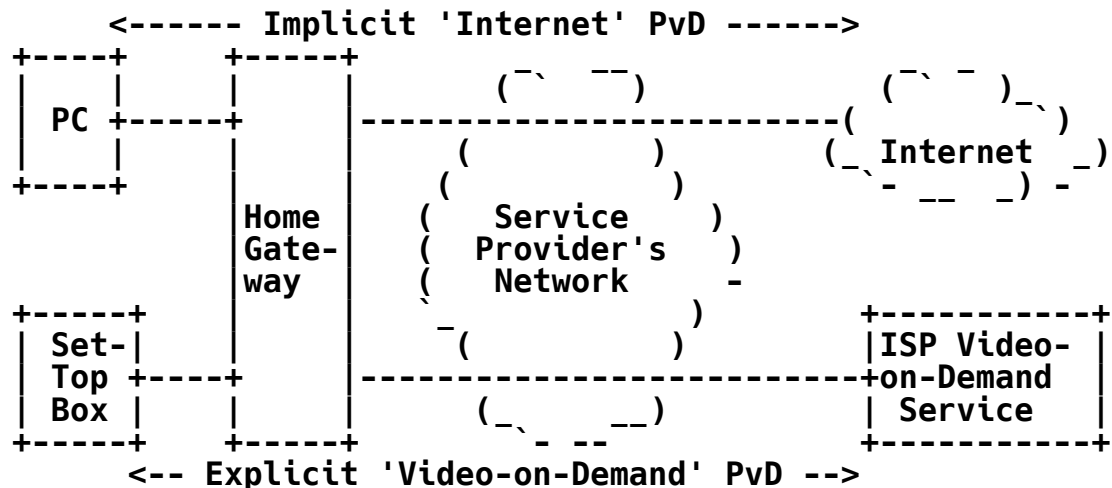 <------ Implicit 'Internet' PvD ------>
PC
Internet
Home Service
Gate- Provider's
way Network
Set- ISP Video-
Top on-Demand
Box Service
<-- Explicit 'Video-on-Demand' PvD -->